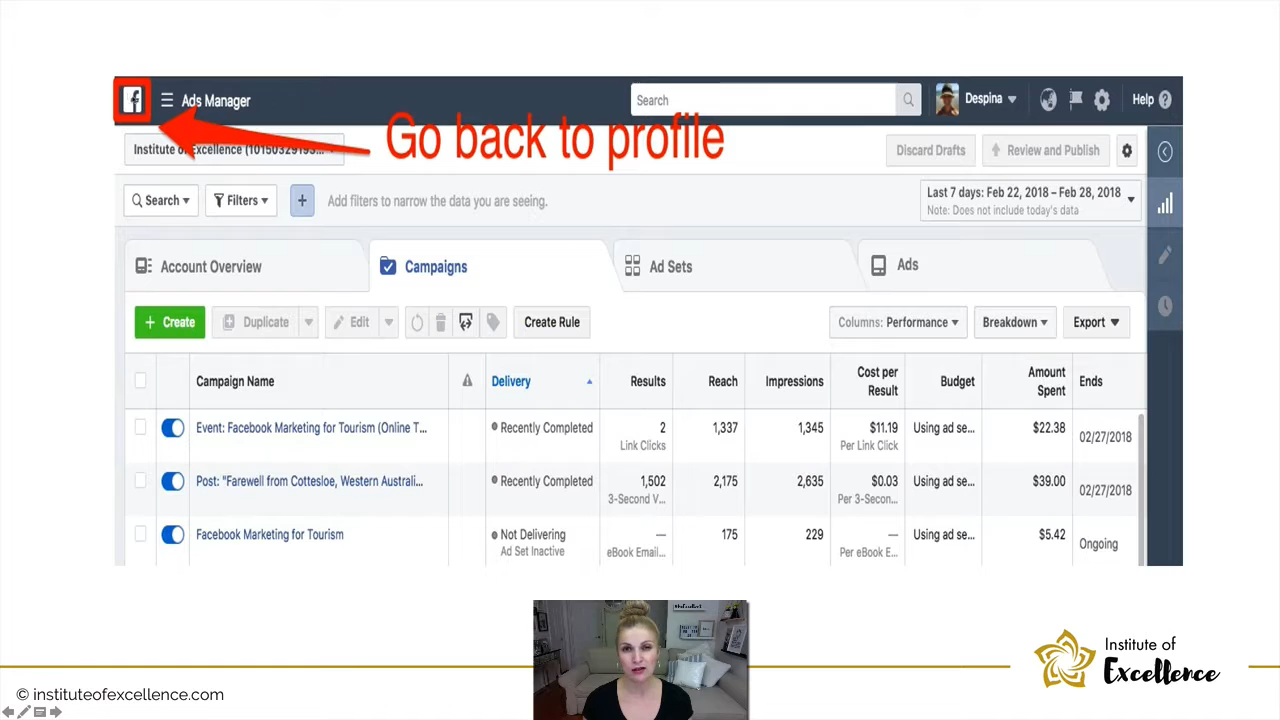 Ads Manager
Search
Despina
Help
Go back to profile
Institute of Excellence (10150329193...
Discard Drafts
Review and Publish
Search
Filters
+
Add filters to narrow the data you are seeing.
Last 7 days: Feb 22, 2018 – Feb 28, 2018
Note: Does not include today's data
Account Overview
Campaigns
Ad Sets
Ads
+ Create
Duplicate
Edit
Create Rule
Columns: Performance
Breakdown
Export
Campaign Name
Delivery
Results
Reach
Impressions
Cost per
Result
Budget
Amount
Spent
Ends
Event: Facebook Marketing for Tourism (Online T...
Recently Completed
2
Link Clicks
1,337
1,345
$11.19
Per Link Click
Using ad se...
$22.38
02/27/2018
Post: "Farewell from Cottesloe, Western Australi...
Recently Completed
1,502
3-Second V...
2,175
2,635
$0.03
Per 3-Secon...
Using ad se...
$39.00
02/27/2018
Facebook Marketing for Tourism
Not Delivering
Ad Set Inactive
—
eBook Email...
175
229
—
Per eBook E...
Using ad se...
$5.42
Ongoing
Institute of
Excellence
© instituteofexcellence.com